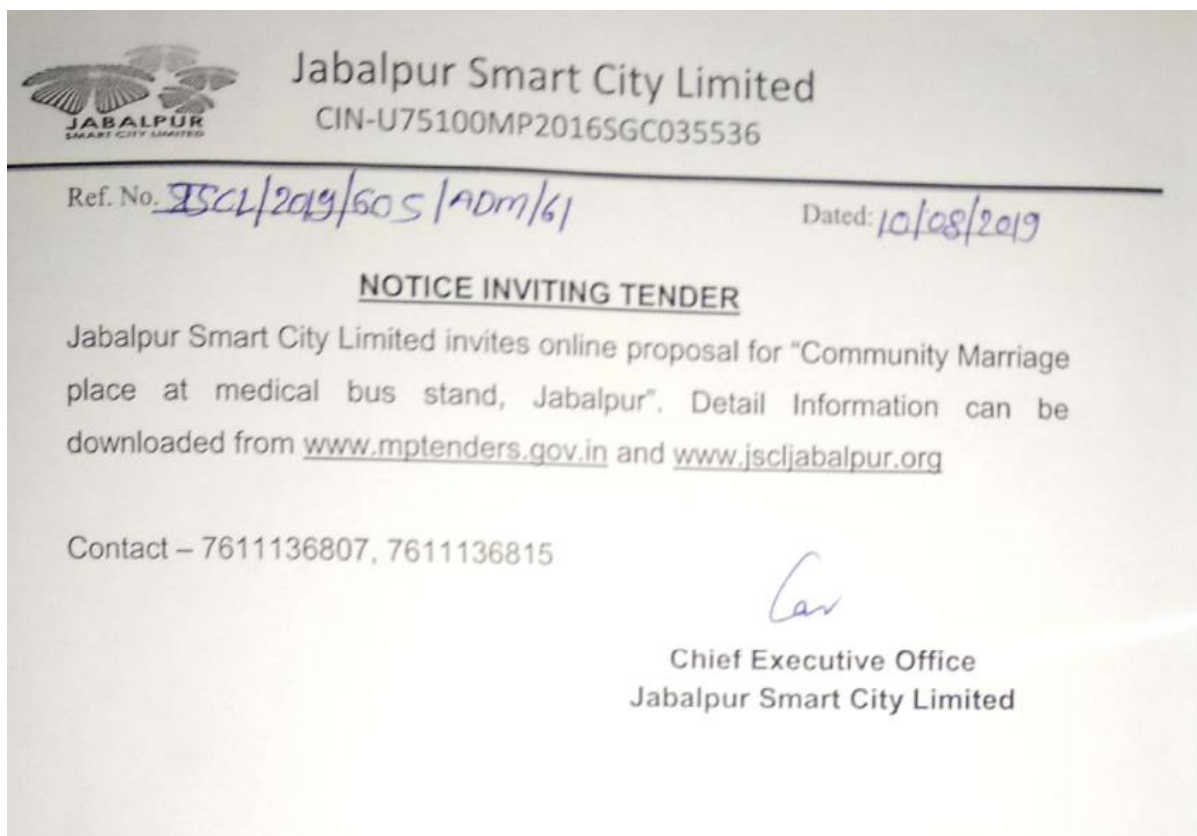 JABALPUR
SMART CITY LIMITED
Jabalpur Smart City Limited
CIN-U75100MP2016SGC035536
Ref. No. JSCL/2019/605/ADM/61
Dated: 10/08/2019
NOTICE INVITING TENDER
Jabalpur Smart City Limited invites online proposal for “Community Marriage
place at medical bus stand, Jabalpur”. Detail Information can be
downloaded from www.mptenders.gov.in and www.jscljabalpur.org
Contact – 7611136807, 7611136815
Chief Executive Office
Jabalpur Smart City Limited